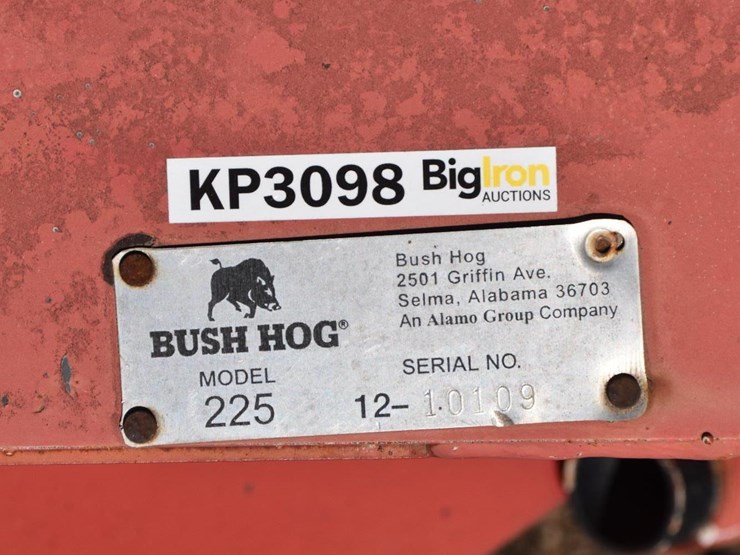 KP3098 BigIron
AUCTIONS
BUSH HOG®
MODEL
225
Bush Hog
2501 Griffin Ave.
Selma, Alabama 36703
An Alamo Group Company
SERIAL NO.
12- 10109